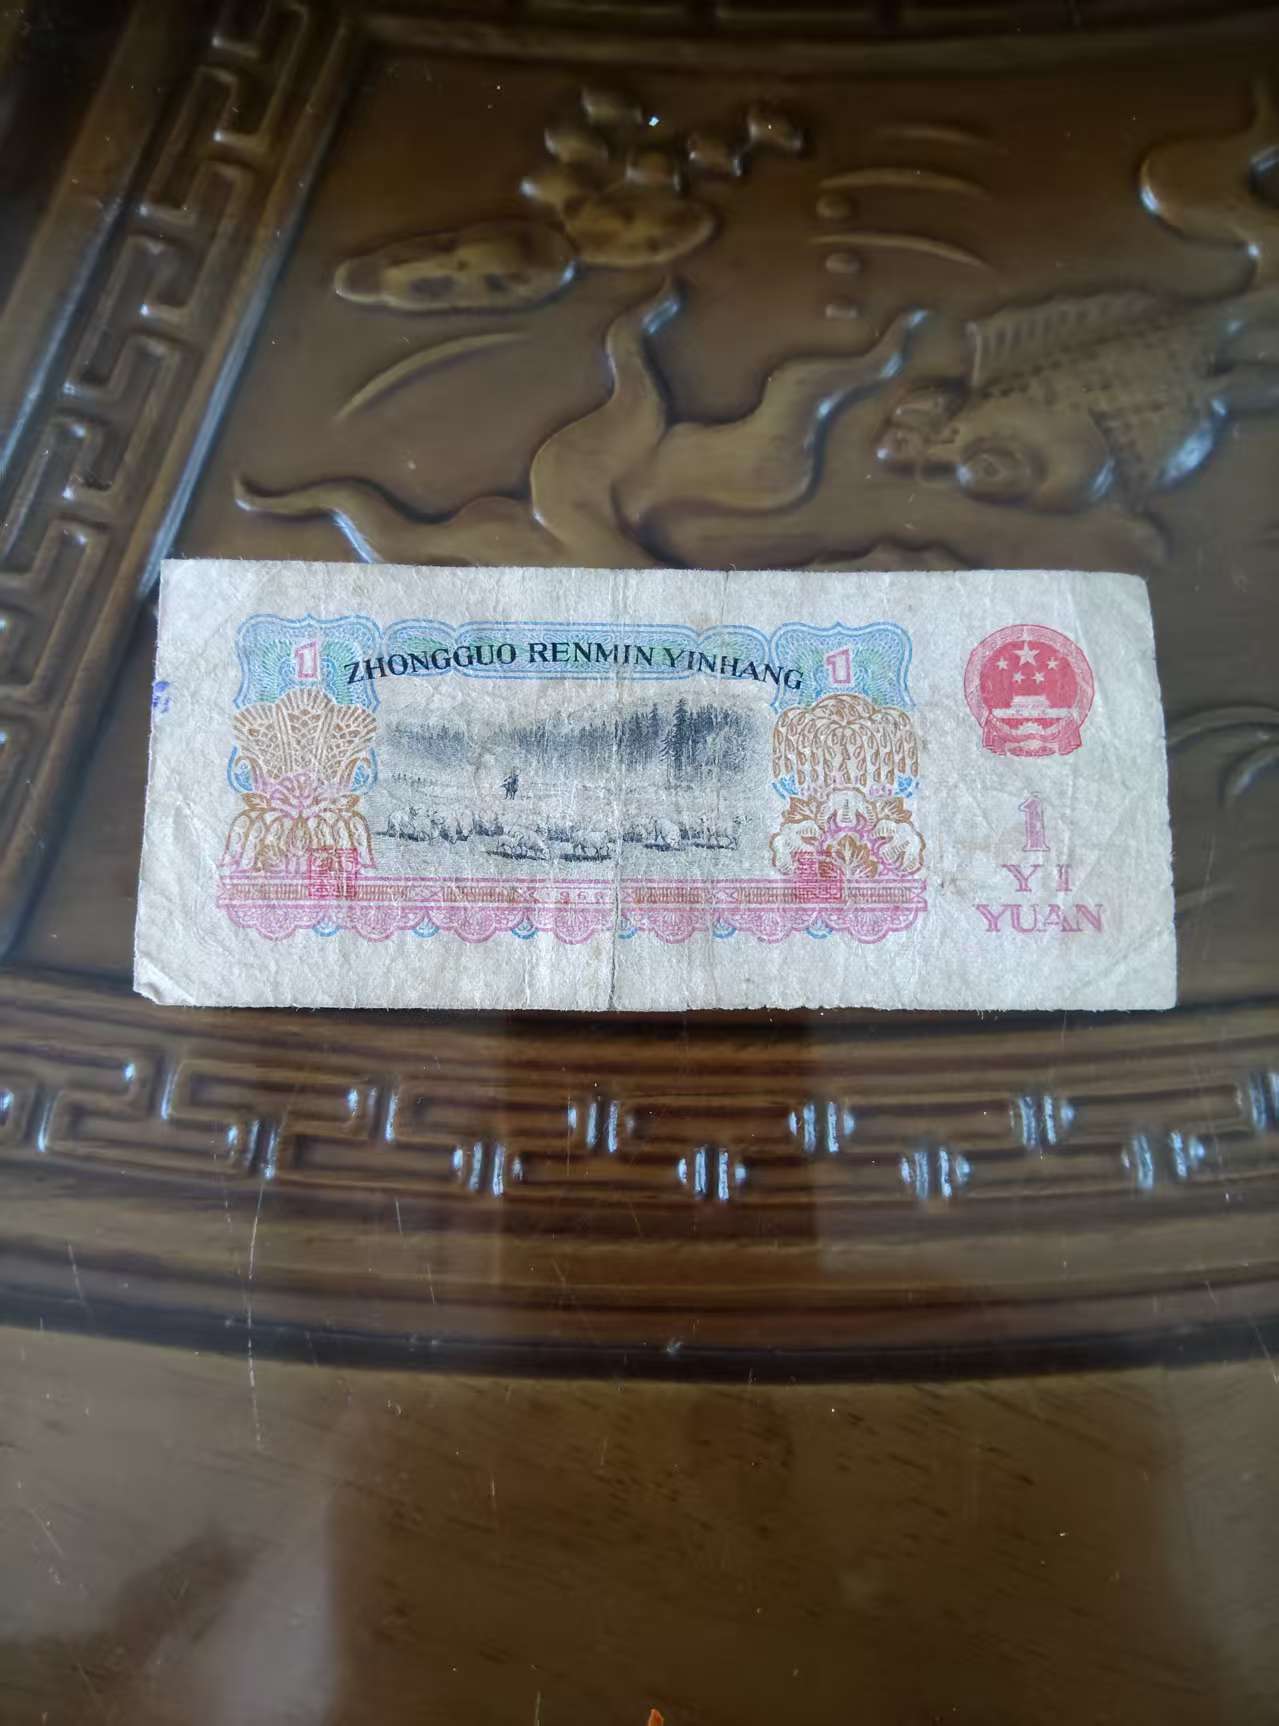 1 ZHONGGUO RENMIN YINHANG 1
1
YI
YUAN